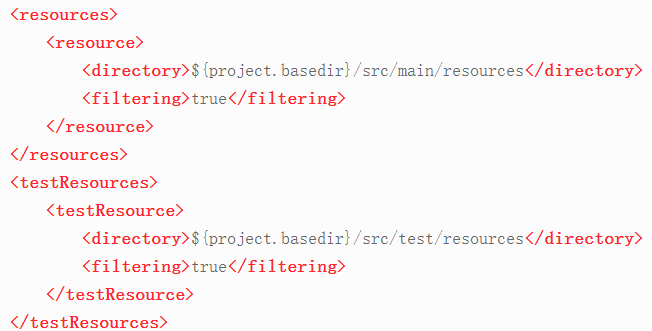 <resources>
    <resource>
        <directory>${project.basedir}/src/main/resources</directory>
        <filtering>true</filtering>
    </resource>
</resources>
<testResources>
    <testResource>
        <directory>${project.basedir}/src/test/resources</directory>
        <filtering>true</filtering>
    </testResource>
</testResources>